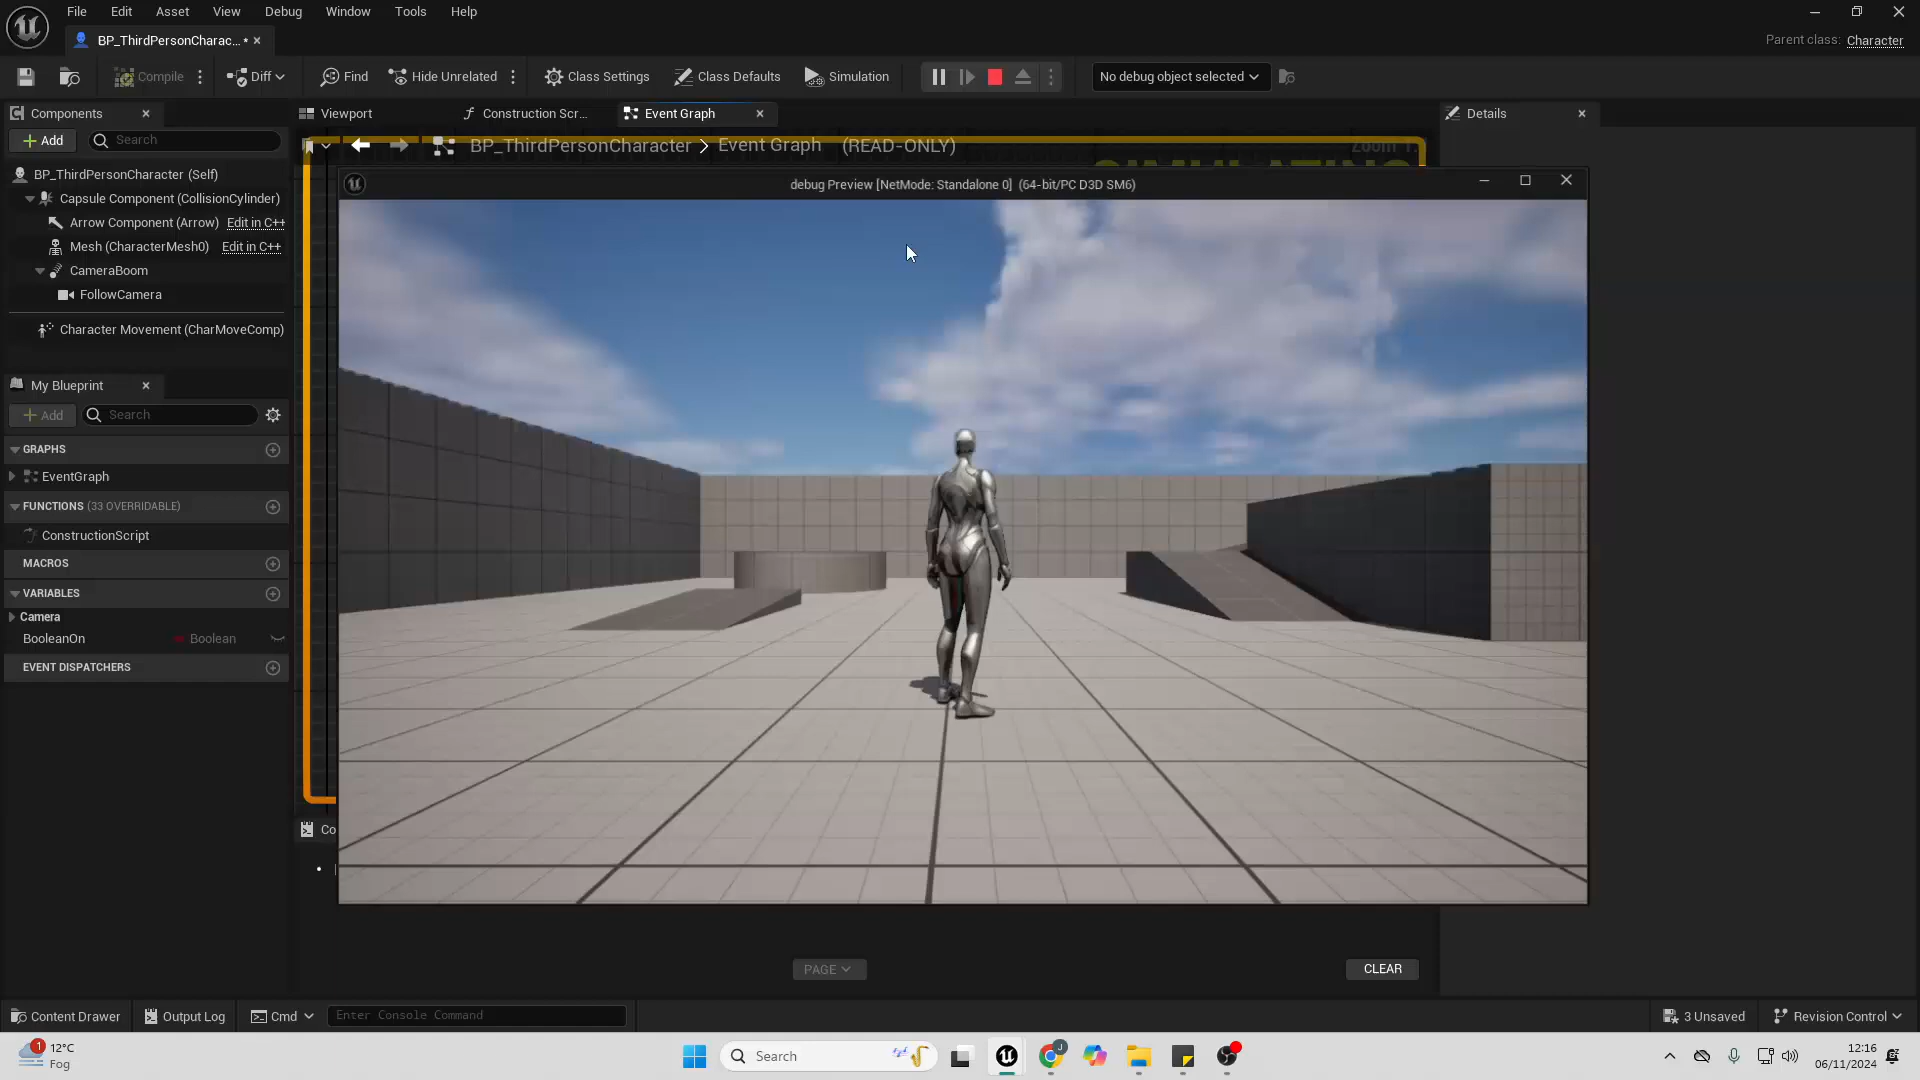 File Edit Asset View Debug Window Tools Help
BP_ThirdPersonCharac... •
Parent class: Character
Compile Diff Find Hide Unrelated Class Settings Class Defaults Simulation No debug object selected
Components Viewport Construction Scr... Event Graph Details
Add Search
BP_ThirdPersonCharacter > Event Graph (READ-ONLY)
BP_ThirdPersonCharacter (Self)
Capsule Component (CollisionCylinder)
Arrow Component (Arrow) Edit in C++
Mesh (CharacterMesh0) Edit in C++
CameraBoom
FollowCamera
Character Movement (CharMoveComp)
debug Preview [NetMode: Standalone 0] (64-bit/PC D3D SM6)
My Blueprint
Add Search
GRAPHS
EventGraph
FUNCTIONS (33 OVERRIDABLE)
ConstructionScript
MACROS
VARIABLES
Camera
BooleanOn Boolean
EVENT DISPATCHERS
Co
PAGE CLEAR
Content Drawer Output Log Cmd Enter Console Command 3 Unsaved Revision Control
1 12°C
Fog
Search
J
12:16
06/11/2024